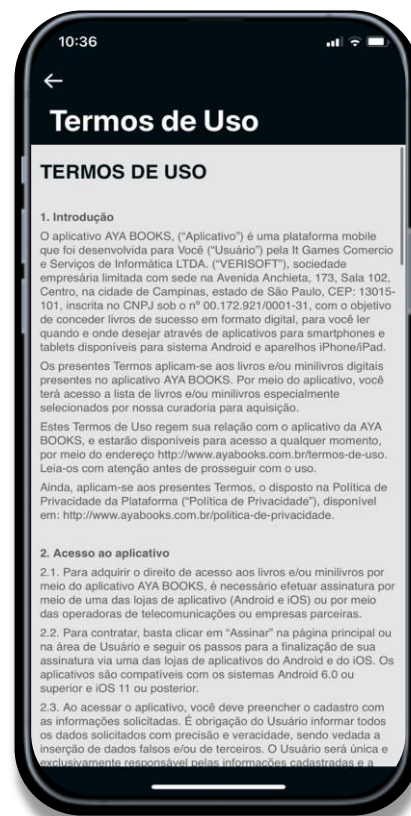 10:36
Termos de Uso
TERMOS DE USO
1. Introdução
O aplicativo AYA BOOKS, (“Aplicativo”) é uma plataforma mobile
que foi desenvolvida para Você (“Usuário”) pela It Games Comercio
e Serviços de Informática LTDA. (“VERISOFT”), sociedade
empresária limitada com sede na Avenida Anchieta, 173, Sala 102,
Centro, na cidade de Campinas, estado de São Paulo, CEP: 13015-
101, inscrita no CNPJ sob o nº 00.172.921/0001-31, com o objetivo
de conceder livros de sucesso em formato digital, para você ler
quando e onde desejar através de aplicativos para smartphones e
tablets disponíveis para sistema Android e aparelhos iPhone/iPad.
Os presentes Termos aplicam-se aos livros e/ou minilivros digitais
presentes no aplicativo AYA BOOKS. Por meio do aplicativo, você
terá acesso a lista de livros e/ou minilivros especialmente
selecionados por nossa curadoria para aquisição.
Estes Termos de Uso regem sua relação com o aplicativo da AYA
BOOKS, e estarão disponíveis para acesso a qualquer momento,
por meio do endereço http://www.ayabooks.com.br/termos-de-uso.
Leia-os com atenção antes de prosseguir com o uso.
Ainda, aplicam-se aos presentes Termos, o disposto na Política de
Privacidade da Plataforma (“Política de Privacidade”), disponível
em: http://www.ayabooks.com.br/politica-de-privacidade.
2. Acesso ao aplicativo
2.1. Para adquirir o direito de acesso aos livros e/ou minilivros por
meio do aplicativo AYA BOOKS, é necessário efetuar assinatura por
meio de uma das lojas de aplicativo (Android e iOS) ou por meio
das operadoras de telecomunicações ou empresas parceiras.
2.2. Para contratar, basta clicar em “Assinar” na página principal ou
na área de Usuário e seguir os passos para a finalização de sua
assinatura via uma das lojas de aplicativos do Android e do iOS. Os
aplicativos são compatíveis com os sistemas Android 6.0 ou
superior e iOS 11 ou posterior.
2.3. Ao acessar o aplicativo, você deve preencher o cadastro com
as informações solicitadas. É obrigação do Usuário informar todos
os dados solicitados com precisão e veracidade, sendo vedada a
inserção de dados falsos e/ou de terceiros. O Usuário será única e
exclusivamente responsável pelas informações cadastradas e a